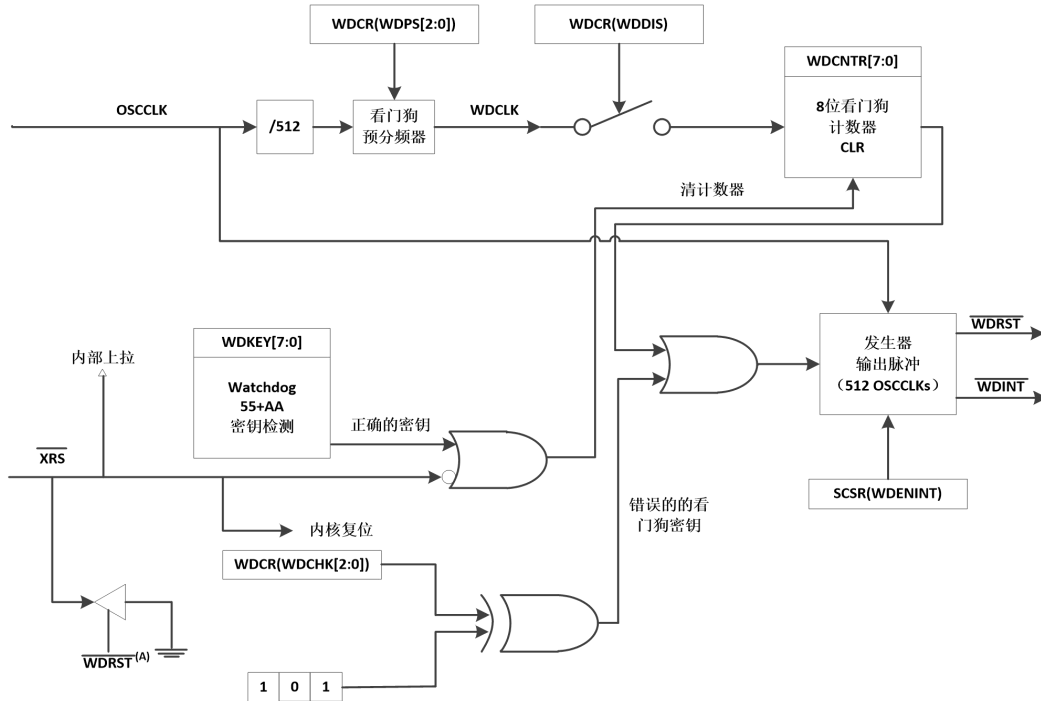 WDCR(WDPS[2:0])
WDCR(WDDIS)
WDCNTR[7:0]
OSCCLK
/512
看门狗
预分频器
WDCLK
8位看门狗
计数器
CLR
清计数器
WDKEY[7:0]
内部上拉
Watchdog
55+AA
密钥检测
正确的密钥
发生器
输出脉冲
（512 OSCCLKs）
WDRST
WDINT
XRS
SCSR(WDENINT)
错误的的看
门狗密钥
内核复位
WDCR(WDCHK[2:0])
WDRST(A)
1 0 1